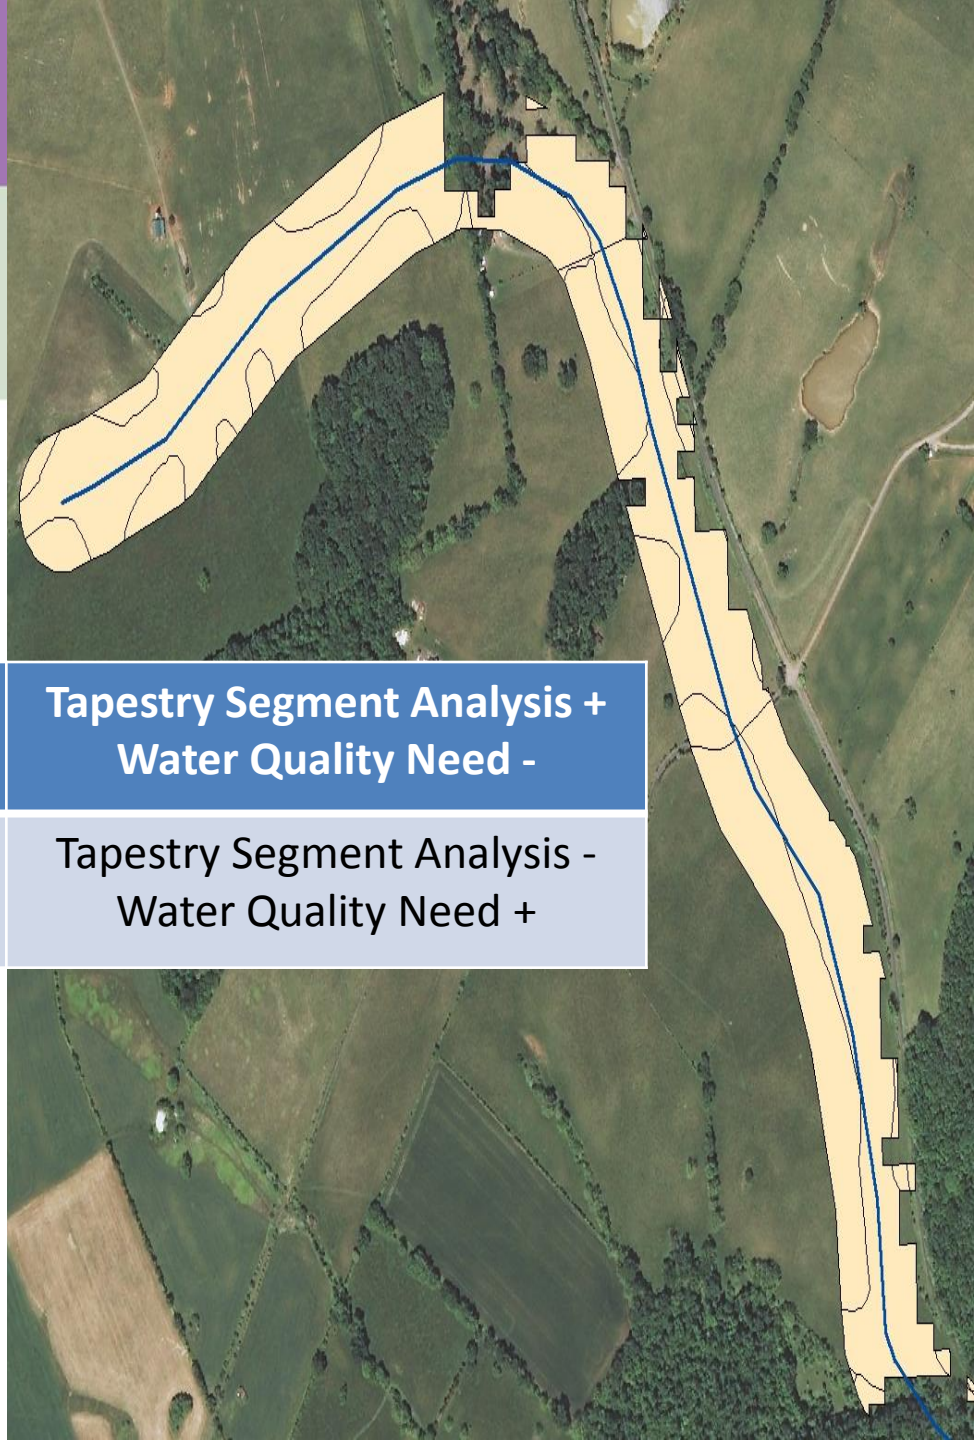 Tapestry Segment Analysis +
Water Quality Need -
Tapestry Segment Analysis -
Water Quality Need +